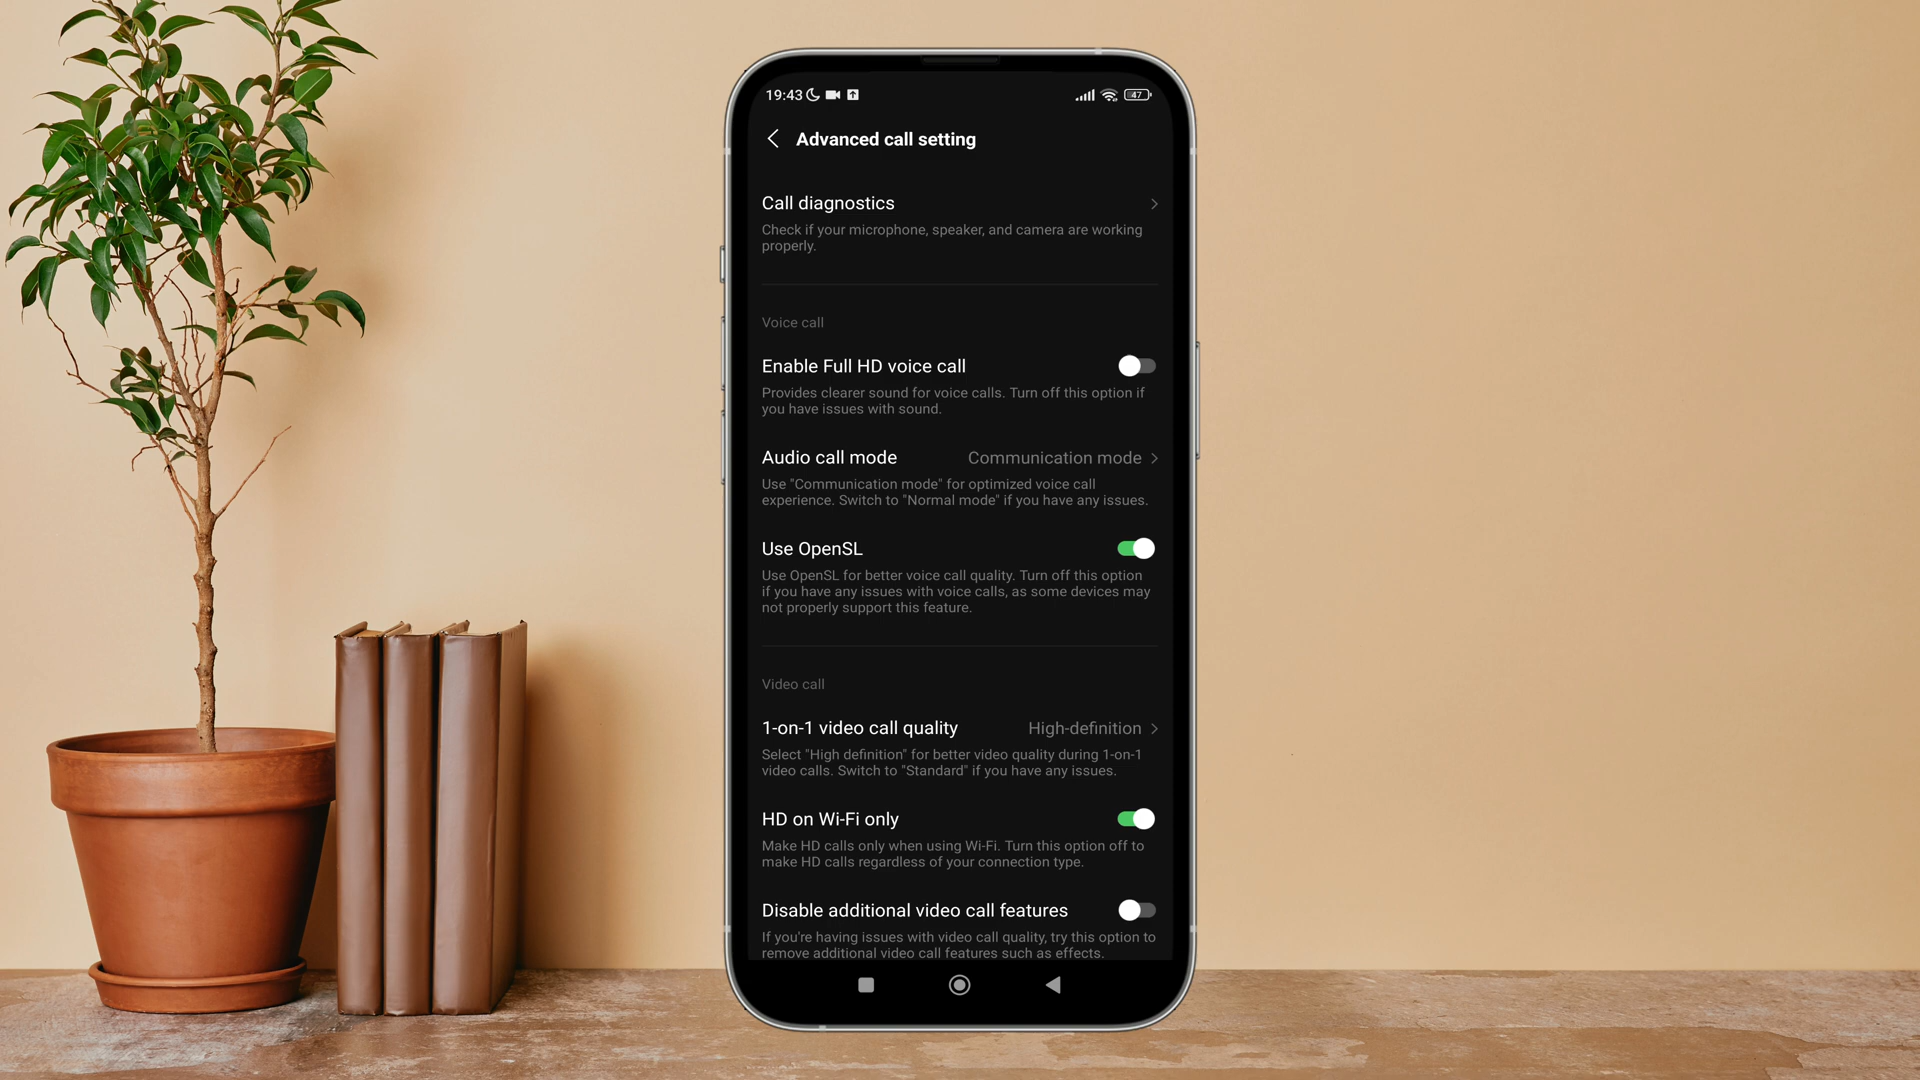 19:43
47
Advanced call setting
Call diagnostics
Check if your microphone, speaker, and camera are working
properly.
Voice call
Enable Full HD voice call
Provides clearer sound for voice calls. Turn off this option if
you have issues with sound.
Audio call mode Communication mode
Use "Communication mode" for optimized voice call
experience. Switch to "Normal mode" if you have any issues.
Use OpenSL
Use OpenSL for better voice call quality. Turn off this option
if you have any issues with voice calls, as some devices may
not properly support this feature.
Video call
1-on-1 video call quality High-definition
Select "High definition" for better video quality during 1-on-1
video calls. Switch to "Standard" if you have any issues.
HD on Wi-Fi only
Make HD calls only when using Wi-Fi. Turn this option off to
make HD calls regardless of your connection type.
Disable additional video call features
If you're having issues with video call quality, try this option to
remove additional video call features such as effects.